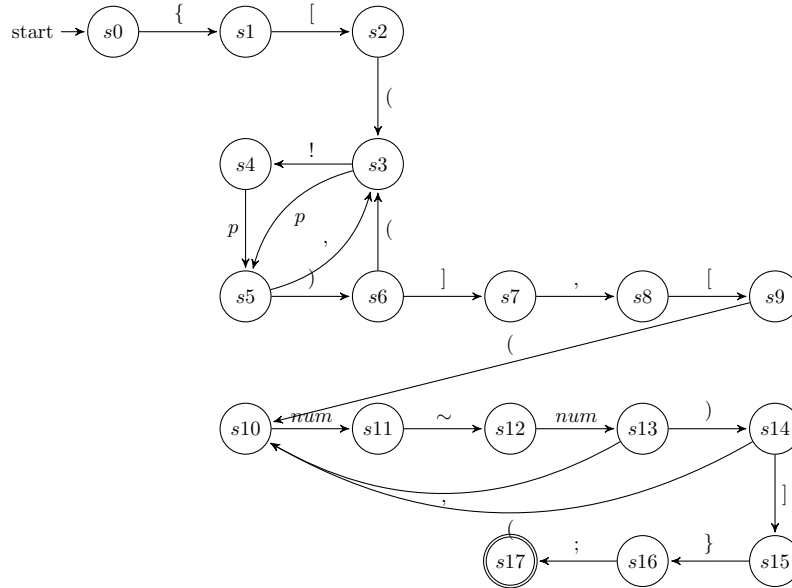 start s0 { s1 [ s2
(
s4 ! s3
p p , (
s5 ) s6 ] s7 , s8 [ s9
(
s10 num s11 ~ s12 num s13 ) s14
, ]
(
s17 ; s16 } s15